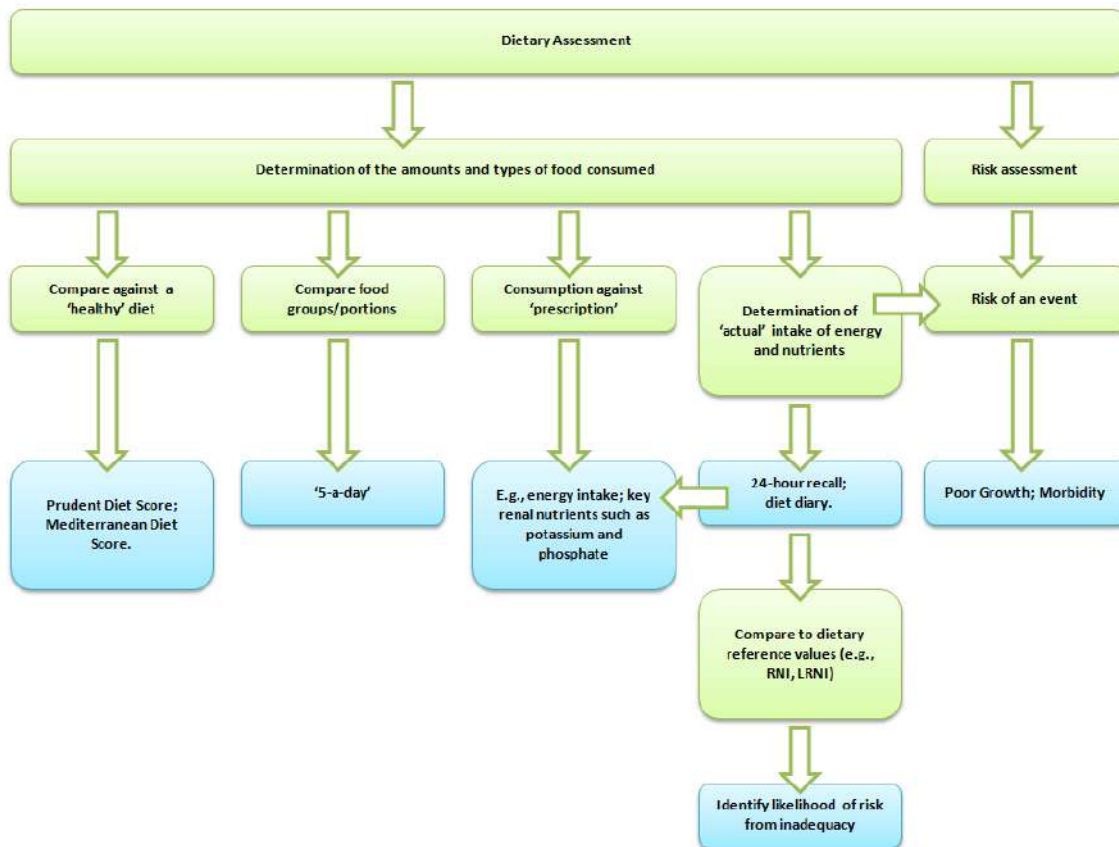 Dietary Assessment
Determination of the amounts and types of food consumed
Risk assessment
Compare against a
‘healthy’ diet
Compare food
groups/portions
Consumption against
‘prescription’
Determination of
‘actual’ intake of energy
and nutrients
Risk of an event
Prudent Diet Score;
Mediterranean Diet
Score.
‘5-a-day’
E.g., energy intake; key
renal nutrients such as
potassium and
phosphate
24-hour recall;
diet diary.
Poor Growth; Morbidity
Compare to dietary
reference values (e.g.,
RNI, LRNI)
Identify likelihood of risk
from inadequacy